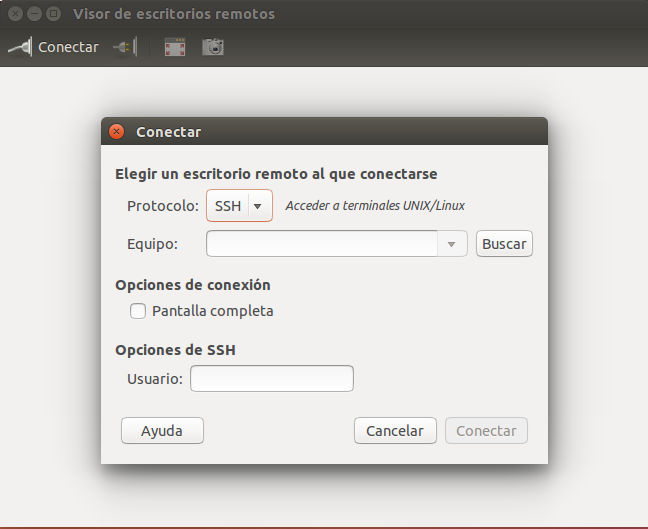 Visor de escritorios remotos
Conectar
Conectar
Elegir un escritorio remoto al que conectarse
Protocolo: SSH Acceder a terminales UNIX/Linux
Equipo: Buscar
Opciones de conexión
Pantalla completa
Opciones de SSH
Usuario:
Ayuda Cancelar Conectar